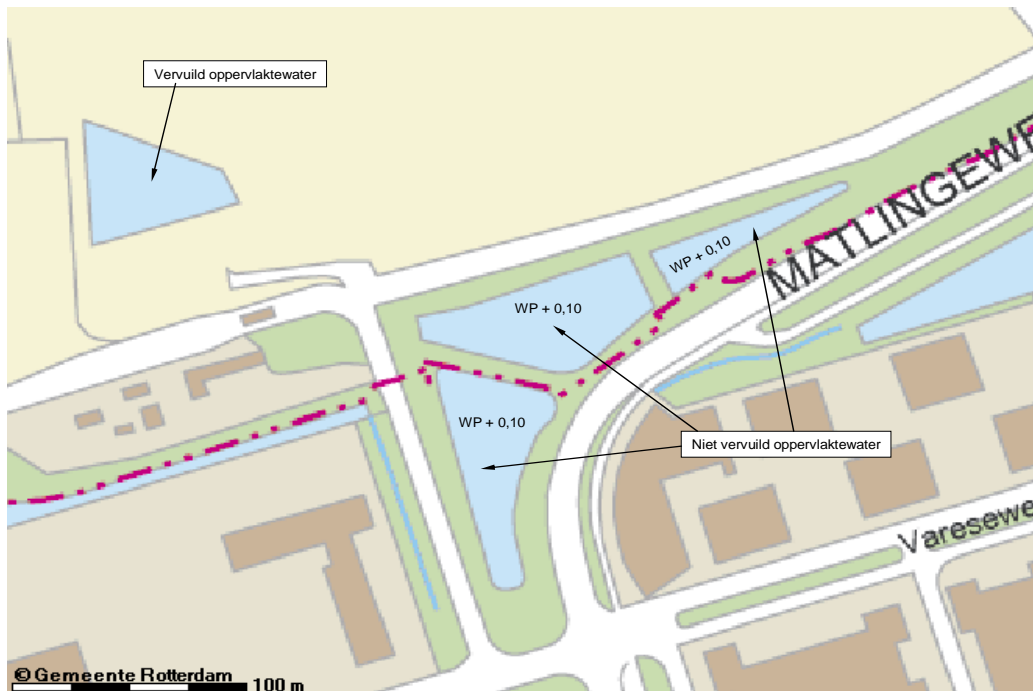 Vervuild oppervlaktewater
MATLINGEWE
WP + 0,10
WP + 0,10
WP + 0,10
Niet vervuild oppervlaktewater
Varesewe
© Gemeente Rotterdam
100 m